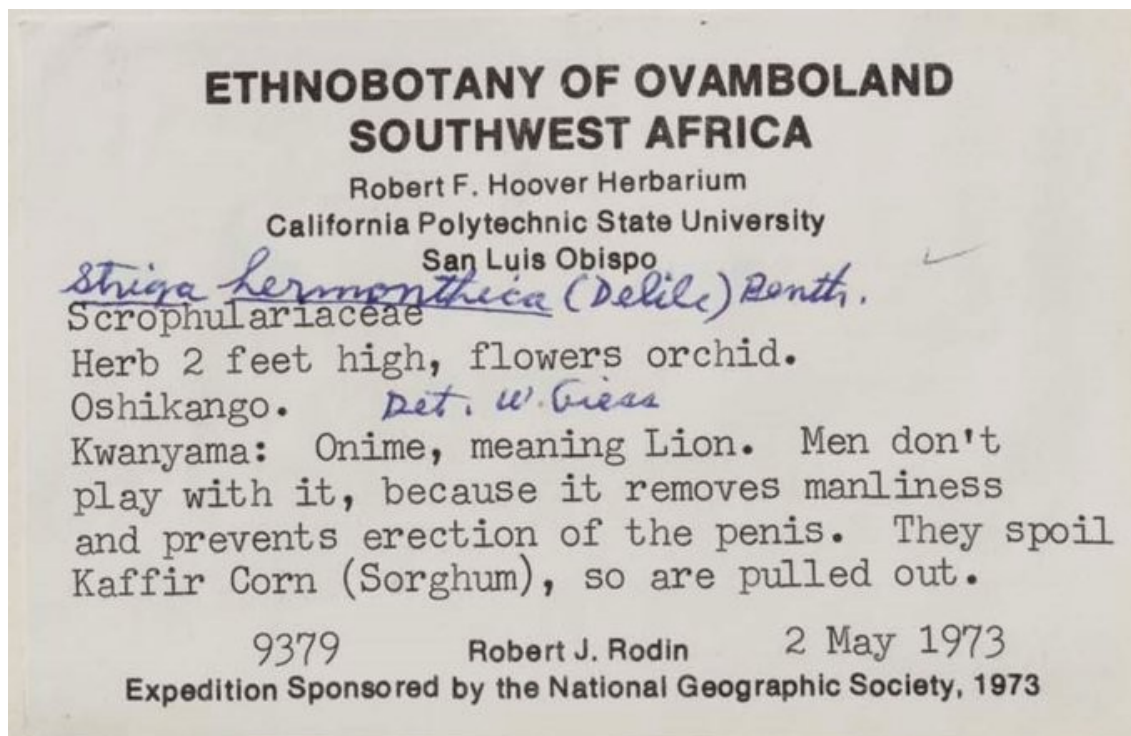 ETHNOBOTANY OF OVAMBOLAND
SOUTHWEST AFRICA
Robert F. Hoover Herbarium
California Polytechnic State University
San Luis Obispo
Striga hermonthica (Delile) Benth.
Scrophulariaceae
Herb 2 feet high, flowers orchid.
Oshikango. Det. W. Giess
Kwanyama: Onime, meaning Lion. Men don't
play with it, because it removes manliness
and prevents erection of the penis. They spoil
Kaffir Corn (Sorghum), so are pulled out.
9379 Robert J. Rodin 2 May 1973
Expedition Sponsored by the National Geographic Society, 1973